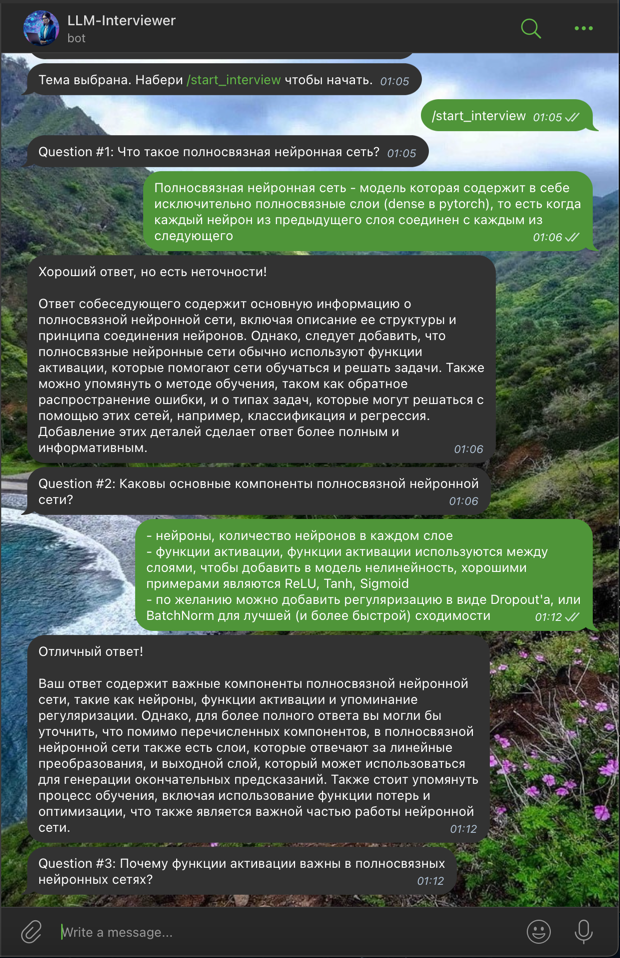 LLM-Interviewer
bot
Тема выбрана. Набери /start_interview чтобы начать. 01:05
/start_interview 01:05
Question #1: Что такое полносвязная нейронная сеть? 01:05
Полносвязная нейронная сеть - модель которая содержит в себе
исключительно полносвязные слои (dense в pytorch), то есть когда
каждый нейрон из предыдущего слоя соединен с каждым из
следующего 01:06
Хороший ответ, но есть неточности!
Ответ собеседующего содержит основную информацию о
полносвязной нейронной сети, включая описание ее структуры и
принципа соединения нейронов. Однако, следует добавить, что
полносвязные нейронные сети обычно используют функции
активации, которые помогают сети обучаться и решать задачи. Также
можно упомянуть о методе обучения, таком как обратное
распространение ошибки, и о типах задач, которые могут решаться с
помощью этих сетей, например, классификация и регрессия.
Добавление этих деталей сделает ответ более полным и
информативным. 01:06
Question #2: Каковы основные компоненты полносвязной нейронной
сети? 01:06
- нейроны, количество нейронов в каждом слое
- функции активации, функции активации используются между
слоями, чтобы добавить в модель нелинейность, хорошими
примерами являются ReLU, Tanh, Sigmoid
- по желанию можно добавить регуляризацию в виде Dropout'а, или
BatchNorm для лучшей (и более быстрой) сходимости 01:12
Отличный ответ!
Ваш ответ содержит важные компоненты полносвязной нейронной
сети, такие как нейроны, функции активации и упоминание
регуляризации. Однако, для более полного ответа вы могли бы
уточнить, что помимо перечисленных компонентов, в полносвязной
нейронной сети также есть слои, которые отвечают за линейные
преобразования, и выходной слой, который может использоваться
для генерации окончательных предсказаний. Также стоит упомянуть
процесс обучения, включая использование функции потерь и
оптимизации, что также является важной частью работы нейронной
сети. 01:12
Question #3: Почему функции активации важны в полносвязных
нейронных сетях? 01:12
Write a message...